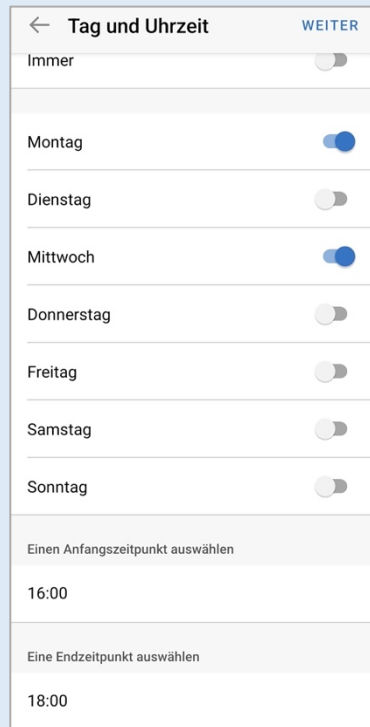 Tag und Uhrzeit WEITER
Immer
Montag
Dienstag
Mittwoch
Donnerstag
Freitag
Samstag
Sonntag
Einen Anfangszeitpunkt auswählen
16:00
Eine Endzeitpunkt auswählen
18:00